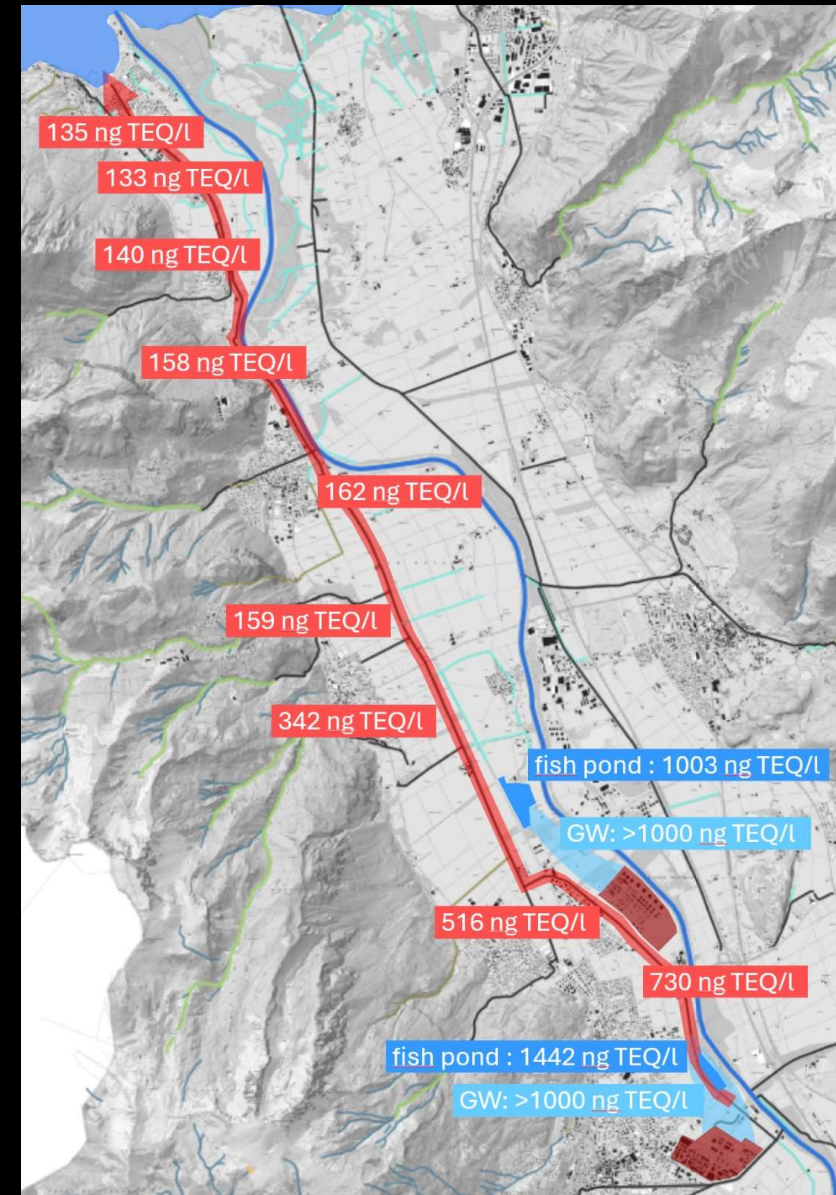 135 ng TEQ/l
133 ng TEQ/l
140 ng TEQ/l
158 ng TEQ/l
162 ng TEQ/l
159 ng TEQ/l
342 ng TEQ/l
fish pond : 1003 ng TEQ/l
GW: >1000 ng TEQ/l
516 ng TEQ/l
730 ng TEQ/l
fish pond : 1442 ng TEQ/l
GW: >1000 ng TEQ/l